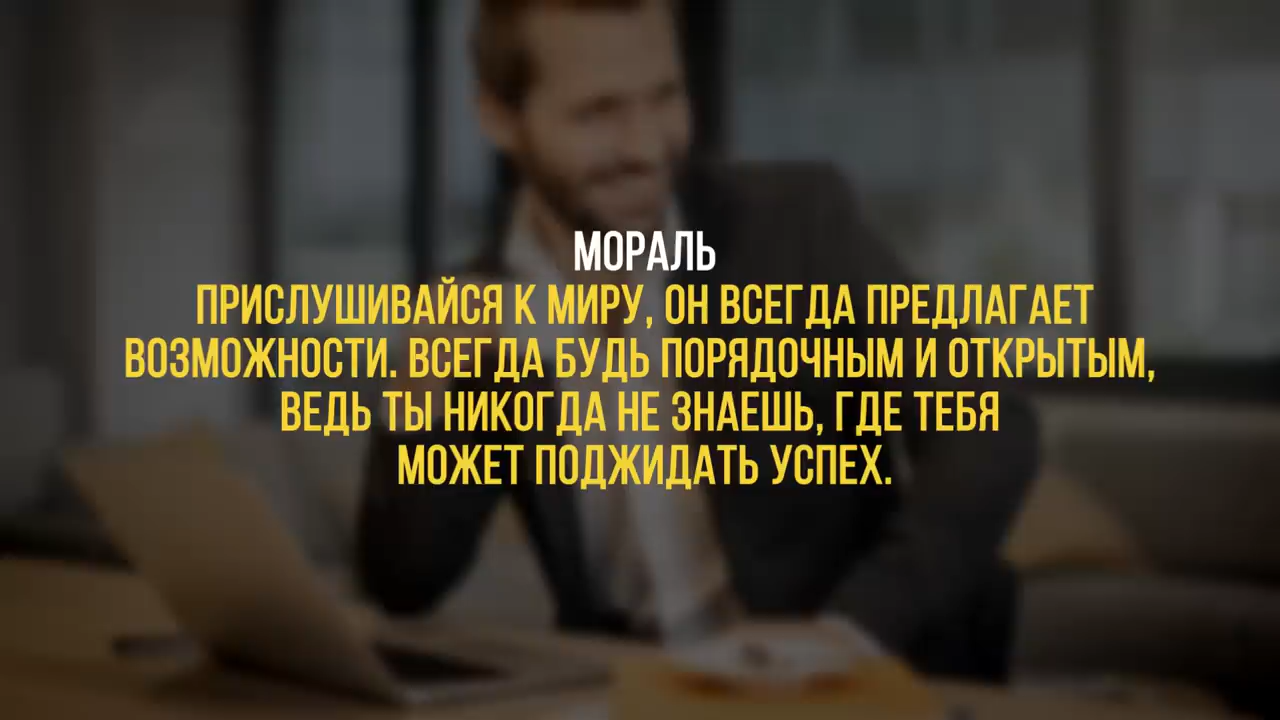 МОРАЛЬ
ПРИСЛУШИВАЙСЯ К МИРУ, ОН ВСЕГДА ПРЕДЛАГАЕТ
ВОЗМОЖНОСТИ. ВСЕГДА БУДЬ ПОРЯДОЧНЫМ И ОТКРЫТЫМ,
ВЕДЬ ТЫ НИКОГДА НЕ ЗНАЕШЬ, ГДЕ ТЕБЯ
МОЖЕТ ПОДЖИДАТЬ УСПЕХ.